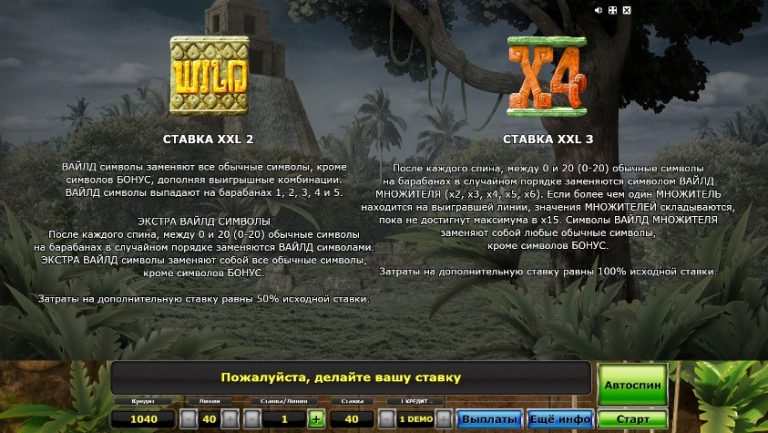 WILD
СТАВКА XXL 2
ВАЙЛД символы заменяют все обычные символы, кроме
символов БОНУС, дополняя выигрышные комбинации.
ВАЙЛД символы выпадают на барабанах 1, 2, 3, 4 и 5.
ЭКСТРА ВАЙЛД СИМВОЛЫ
После каждого спина, между 0 и 20 (0-20) обычные символы
на барабанах в случайном порядке заменяются ВАЙЛД символами.
ЭКСТРА ВАЙЛД символы заменяют собой все обычные символы,
кроме символов БОНУС.
Затраты на дополнительную ставку равны 50% исходной ставки.
X4
СТАВКА XXL 3
После каждого спина, между 0 и 20 (0-20) обычные символы
на барабанах в случайном порядке заменяются символом ВАЙЛД
МНОЖИТЕЛЯ (x2, x3, x4, x5, x6). Если более чем один МНОЖИТЕЛЬ
находится на выигравшей линии, значения МНОЖИТЕЛЕЙ складываются,
пока не достигнут максимума в x15. Символы ВАЙЛД МНОЖИТЕЛЯ
заменяют собой любые обычные символы,
кроме символов БОНУС.
Затраты на дополнительную ставку равны 100% исходной ставки.
Пожалуйста, делайте вашу ставку
Автоспин
Кредит Линии Ставка/Линия Ставка 1 КРЕДИТ ..
1040 - 40 + - 1 + 40 - 1 DEMO + Выплаты Ещё инфо Старт